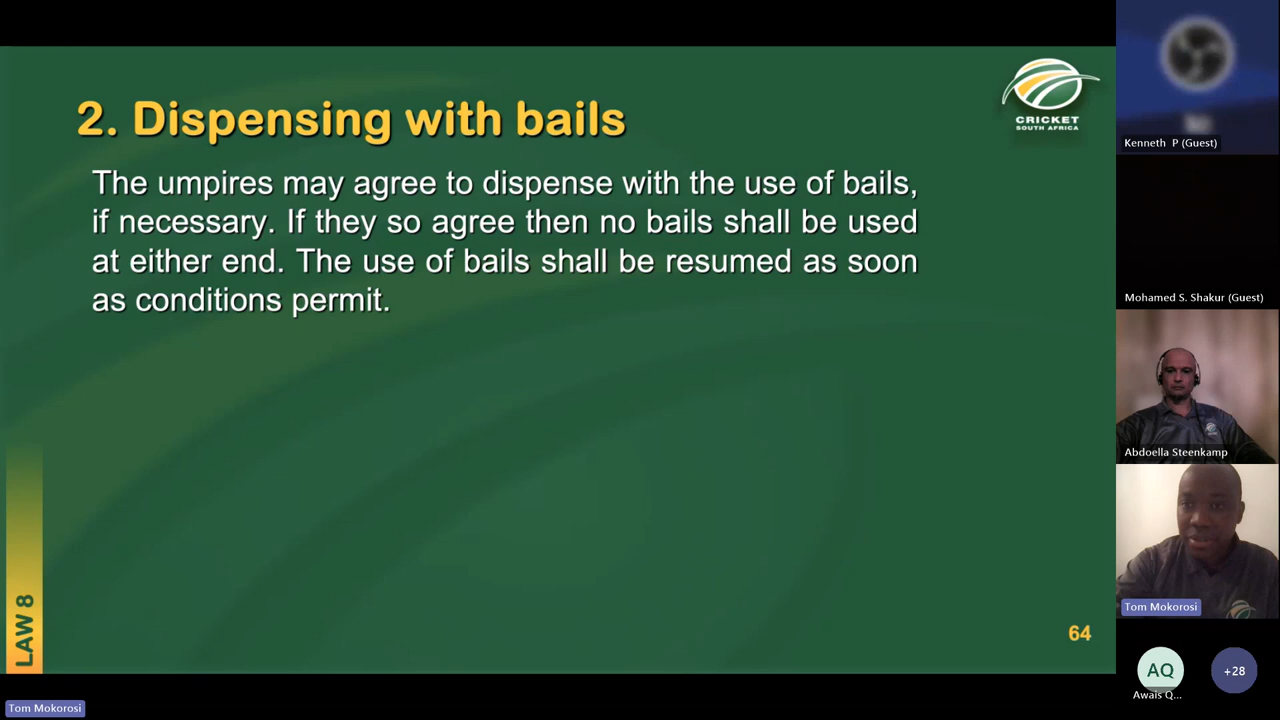 2. Dispensing with bails
CRICKET
SOUTH AFRICA
The umpires may agree to dispense with the use of bails,
if necessary. If they so agree then no bails shall be used
at either end. The use of bails shall be resumed as soon
as conditions permit.
LAW 8
64
Tom Mokorosi
Kenneth P (Guest)
Mohamed S. Shakur (Guest)
Abdoella Steenkamp
Tom Mokorosi
AQ
Awais Q...
+28